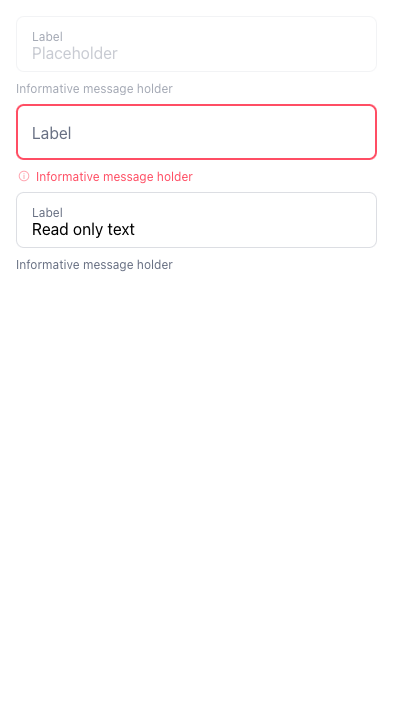 Label
Placeholder
Informative message holder
Label
Informative message holder
Label
Read only text
Informative message holder